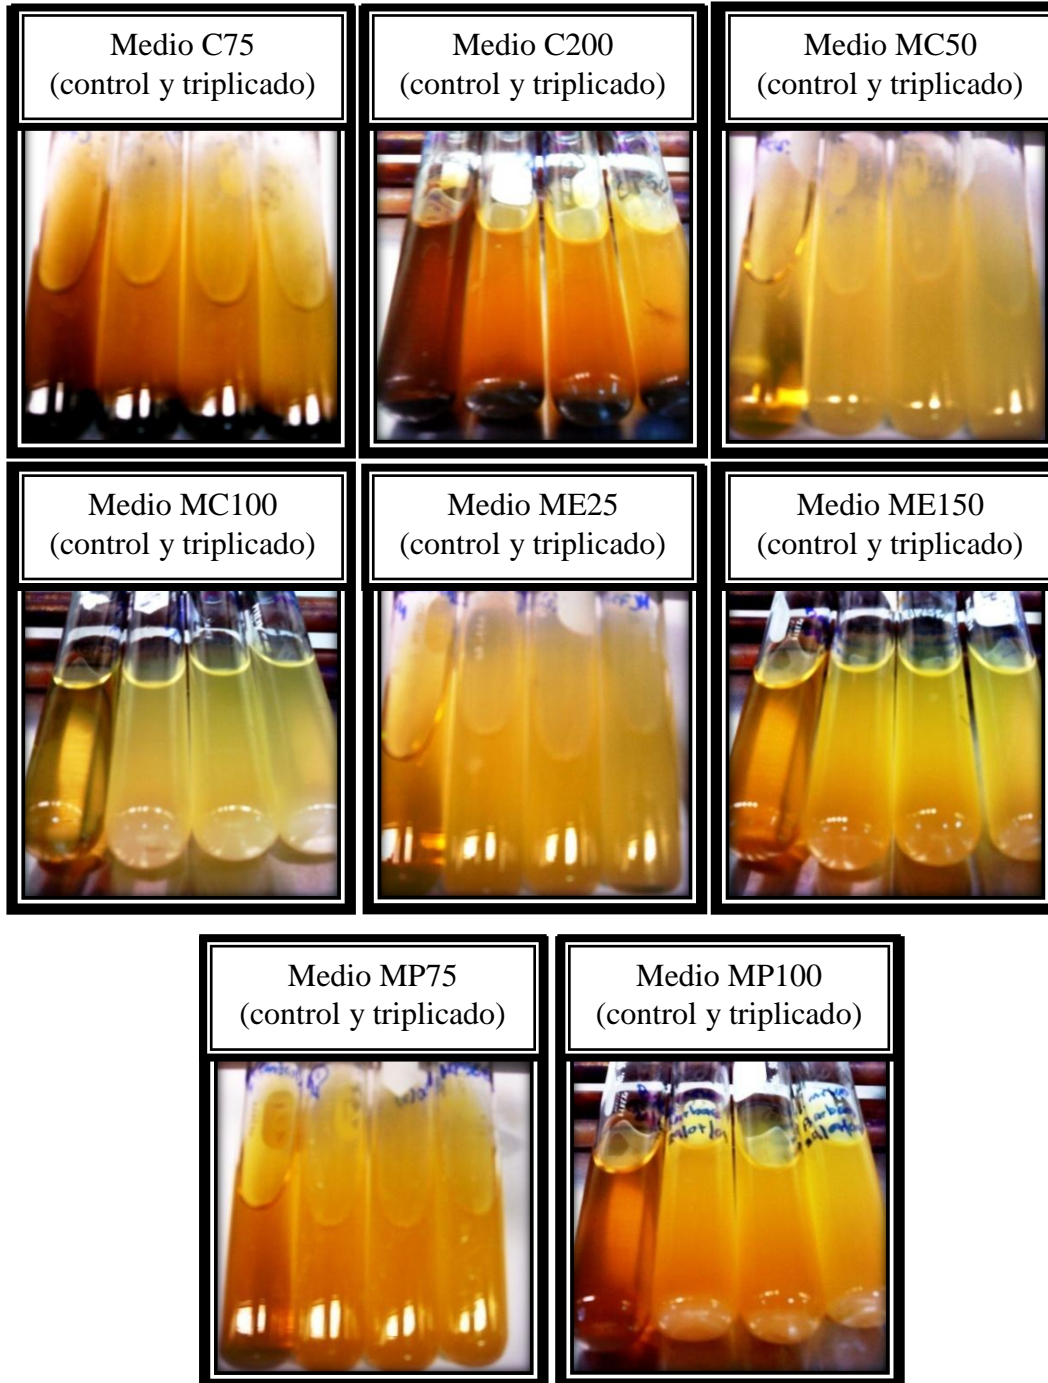 Medio C75
(control y triplicado)
Medio C200
(control y triplicado)
Medio MC50
(control y triplicado)
Medio MC100
(control y triplicado)
Medio ME25
(control y triplicado)
Medio ME150
(control y triplicado)
Medio MP75
(control y triplicado)
Medio MP100
(control y triplicado)